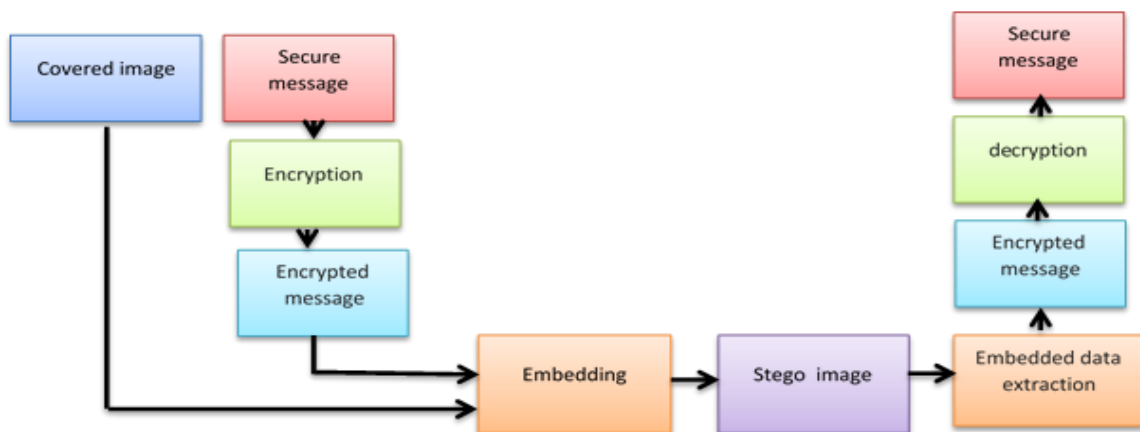 Covered image
Secure
message
Encryption
Encrypted
message
Embedding
Stego image
Embedded data
extraction
Encrypted
message
decryption
Secure
message